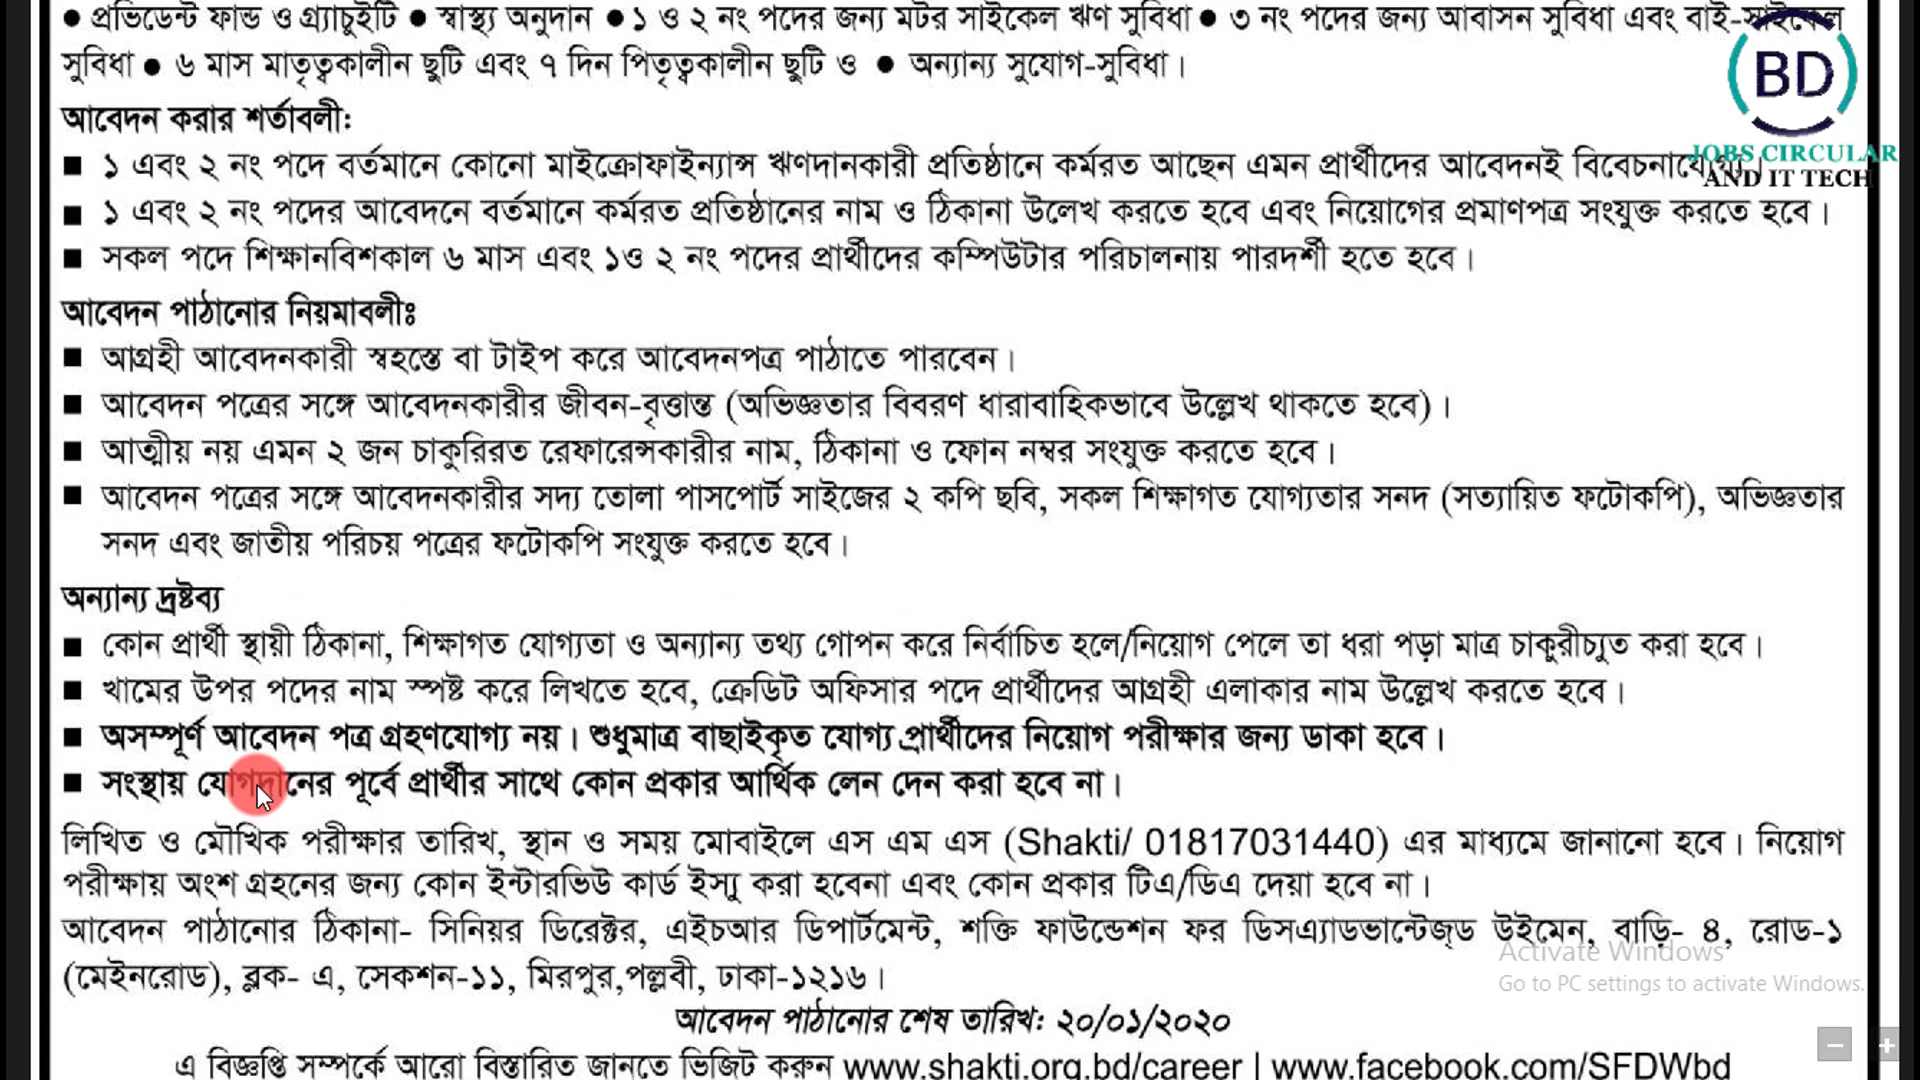 ● প্রভিডেন্ট ফান্ড ও গ্র্যাচুইটি ● স্বাস্থ্য অনুদান ● ১ ও ২ নং পদের জন্য মটর সাইকেল ঋণ সুবিধা ● ৩ নং পদের জন্য আবাসন সুবিধা এবং বাই-সাইকেল
সুবিধা ● ৬ মাস মাতৃত্বকালীন ছুটি এবং ৭ দিন পিতৃত্বকালীন ছুটি ও ● অন্যান্য সুযোগ-সুবিধা।
BD
JOBS CIRCULAR
AND IT TECH
আবেদন করার শর্তাবলী:
■ ১ এবং ২ নং পদে বর্তমানে কোনো মাইক্রোফাইন্যান্স ঋণদানকারী প্রতিষ্ঠানে কর্মরত আছেন এমন প্রার্থীদের আবেদনই
■ ১ এবং ২ নং পদের আবেদনে বর্তমানে কর্মরত প্রতিষ্ঠানের নাম ও ঠিকানা উলেখ করতে হবে এবং নিয়োগের প্রমাণপত্র সংযুক্ত করতে হবে।
■ সকল পদে শিক্ষানবিশকাল ৬ মাস এবং ১ও ২ নং পদের প্রার্থীদের কম্পিউটার পরিচালনায় পারদর্শী হতে হবে।
আবেদন পাঠানোর নিয়মাবলীঃ
■ আগ্রহী আবেদনকারী স্বহস্তে বা টাইপ করে আবেদনপত্র পাঠাতে পারবেন।
■ আবেদন পত্রের সঙ্গে আবেদনকারীর জীবন-বৃত্তান্ত (অভিজ্ঞতার বিবরণ ধারাবাহিকভাবে উল্লেখ থাকতে হবে)।
■ আত্মীয় নয় এমন ২ জন চাকুরিরত রেফারেন্সকারীর নাম, ঠিকানা ও ফোন নম্বর সংযুক্ত করতে হবে।
■ আবেদন পত্রের সঙ্গে আবেদনকারীর সদ্য তোলা পাসপোর্ট সাইজের ২ কপি ছবি, সকল শিক্ষাগত যোগ্যতার সনদ (সত্যায়িত ফটোকপি), অভিজ্ঞতার
সনদ এবং জাতীয় পরিচয় পত্রের ফটোকপি সংযুক্ত করতে হবে।
অন্যান্য দ্রষ্টব্য
■ কোন প্রার্থী স্থায়ী ঠিকানা, শিক্ষাগত যোগ্যতা ও অন্যান্য তথ্য গোপন করে নির্বাচিত হলে/নিয়োগ পেলে তা ধরা পড়া মাত্র চাকুরীচ্যুত করা হবে।
■ খামের উপর পদের নাম স্পষ্ট করে লিখতে হবে, ক্রেডিট অফিসার পদে প্রার্থীদের আগ্রহী এলাকার নাম উল্লেখ করতে হবে।
■ অসম্পূর্ণ আবেদন পত্র গ্রহণযোগ্য নয়। শুধুমাত্র বাছাইকৃত যোগ্য প্রার্থীদের নিয়োগ পরীক্ষার জন্য ডাকা হবে।
■ সংস্থায় যোগদানের পূর্বে প্রার্থীর সাথে কোন প্রকার আর্থিক লেন দেন করা হবে না।
লিখিত ও মৌখিক পরীক্ষার তারিখ, স্থান ও সময় মোবাইলে এস এম এস (Shakti/ 01817031440) এর মাধ্যমে জানানো হবে। নিয়োগ
পরীক্ষায় অংশ গ্রহনের জন্য কোন ইন্টারভিউ কার্ড ইস্যু করা হবেনা এবং কোন প্রকার টিএ/ডিএ দেয়া হবে না।
আবেদন পাঠানোর ঠিকানা- সিনিয়র ডিরেক্টর, এইচআর ডিপার্টমেন্ট, শক্তি ফাউন্ডেশন ফর ডিসএ্যাডভান্টেজ্ড উইমেন, বাড়ি- ৪, রোড-১
(মেইনরোড), ব্লক- এ, সেকশন-১১, মিরপুর,পল্লবী, ঢাকা-১২১৬।
Activate Windows
Go to PC settings to activate Windows.
আবেদন পাঠানোর শেষ তারিখ: ২০/০১/২০২০
এ বিজ্ঞপ্তি সম্পর্কে আরো বিস্তারিত জানতে ভিজিট করুন www.shakti.org.bd/career | www.facebook.com/SFDWbd